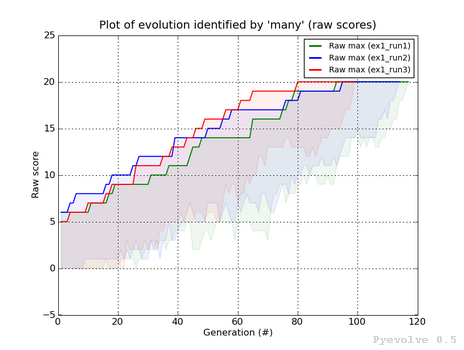 Plot of evolution identified by 'many' (raw scores)
Raw max (ex1_run1)
Raw max (ex1_run2)
Raw max (ex1_run3)
25
20
15
10
5
0
−5
Raw score
0 20 40 60 80 100 120
Generation (#)
Pyevolve 0.5